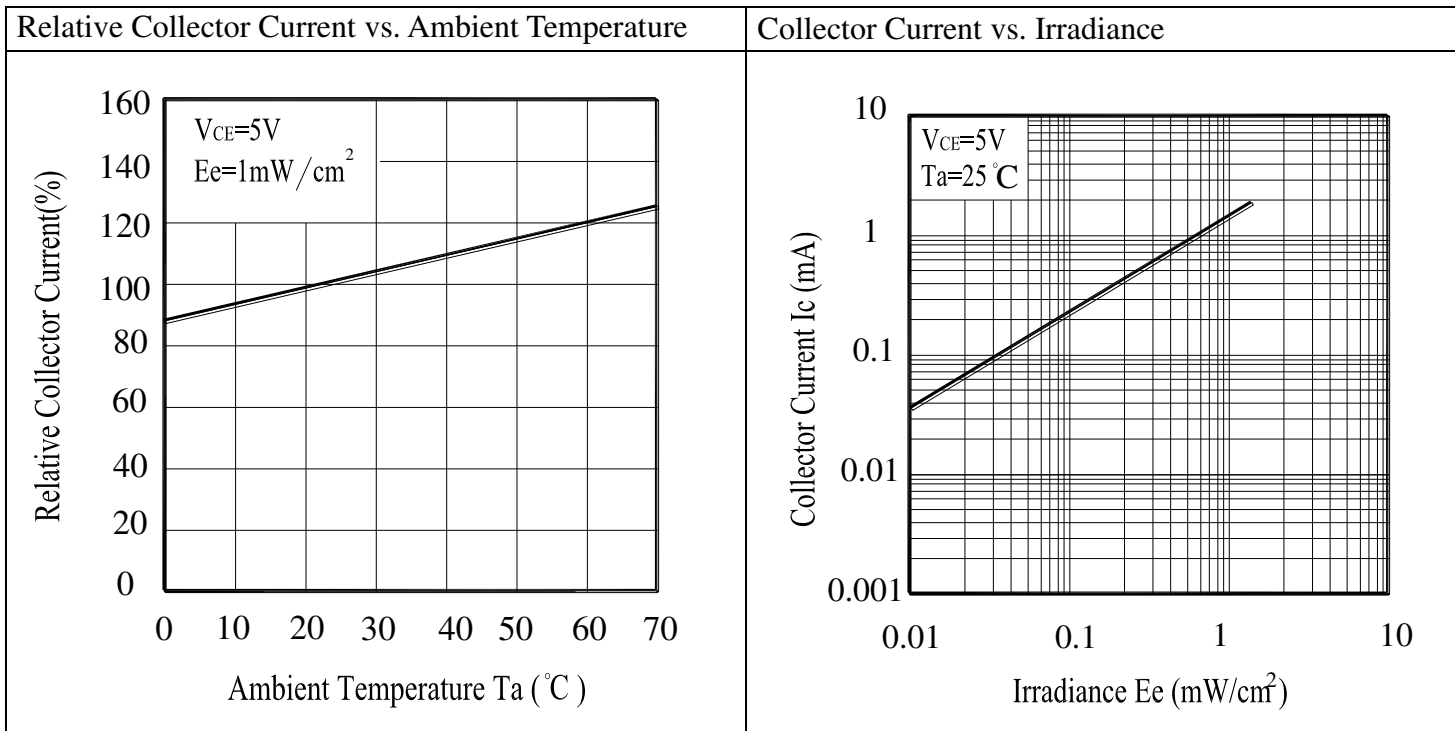 Relative Collector Current vs. Ambient Temperature
Collector Current vs. Irradiance
VCE=5V
Ee=1mW/cm²
160
140
120
100
80
60
40
20
0
Relative Collector Current(%)
0 10 20 30 40 50 60 70
Ambient Temperature Ta (℃)
VCE=5V
Ta=25℃
10
1
0.1
0.01
0.001
Collector Current Ic (mA)
0.01 0.1 1 10
Irradiance Ee (mW/cm²)